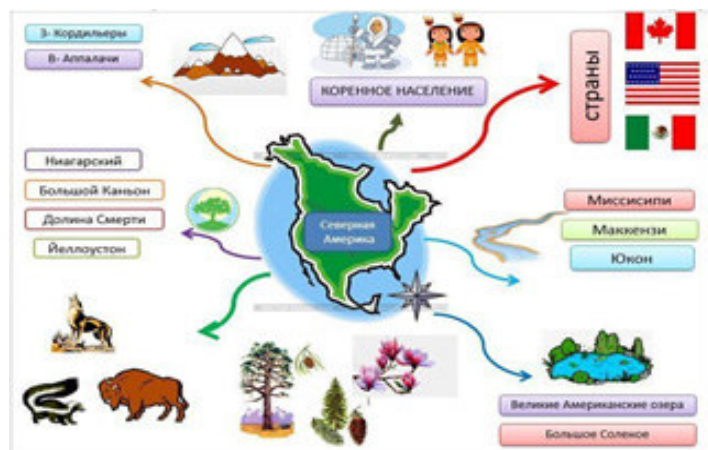 З- Кордильеры
В- Аппалачи
КОРЕННОЕ НАСЕЛЕНИЕ
страны
Ниагарский
Большой Каньон
Долина Смерти
Йеллоустон
Северная
Америка
Миссисипи
Маккензи
Юкон
Великие Американские озера
Большое Соленое